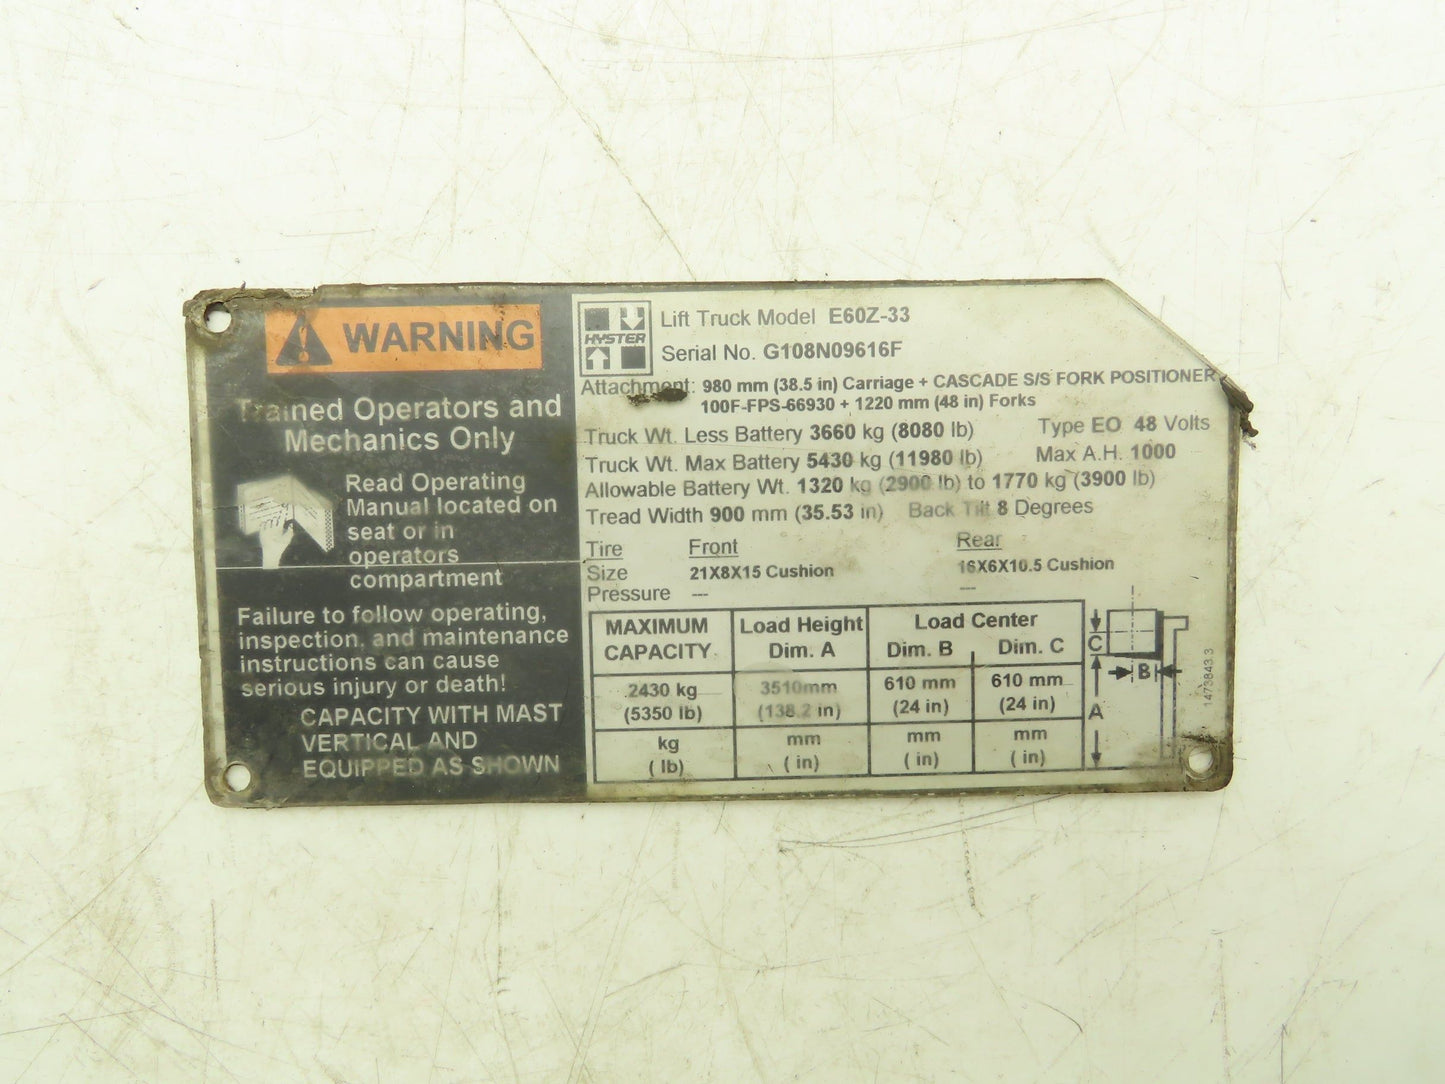 WARNING
Trained Operators and
Mechanics Only
Read Operating
Manual located on
seat or in
operators
compartment
Failure to follow operating,
inspection, and maintenance
instructions can cause
serious injury or death!
CAPACITY WITH MAST
VERTICAL AND
EQUIPPED AS SHOWN
HYSTER
Lift Truck Model E60Z-33
Serial No. G108N09616F
Attachment: 980 mm (38.5 in) Carriage + CASCADE S/S FORK POSITIONER
100F-FPS-66930 + 1220 mm (48 in) Forks
Truck Wt. Less Battery 3660 kg (8080 lb) Type EO 48 Volts
Truck Wt. Max Battery 5430 kg (11980 lb) Max A.H. 1000
Allowable Battery Wt. 1320 kg (2900 lb) to 1770 kg (3900 lb)
Tread Width 900 mm (35.53 in) Back Tilt 8 Degrees
Tire Front Rear
Size 21X8X15 Cushion 16X6X10.5 Cushion
Pressure --- ---
MAXIMUM Load Height Load Center
CAPACITY Dim. A Dim. B Dim. C
2430 kg 3510mm 610 mm 610 mm
(5350 lb) (138.2 in) (24 in) (24 in)
kg mm mm mm
( lb) ( in) ( in) ( in)
C
B
A
1473843.3